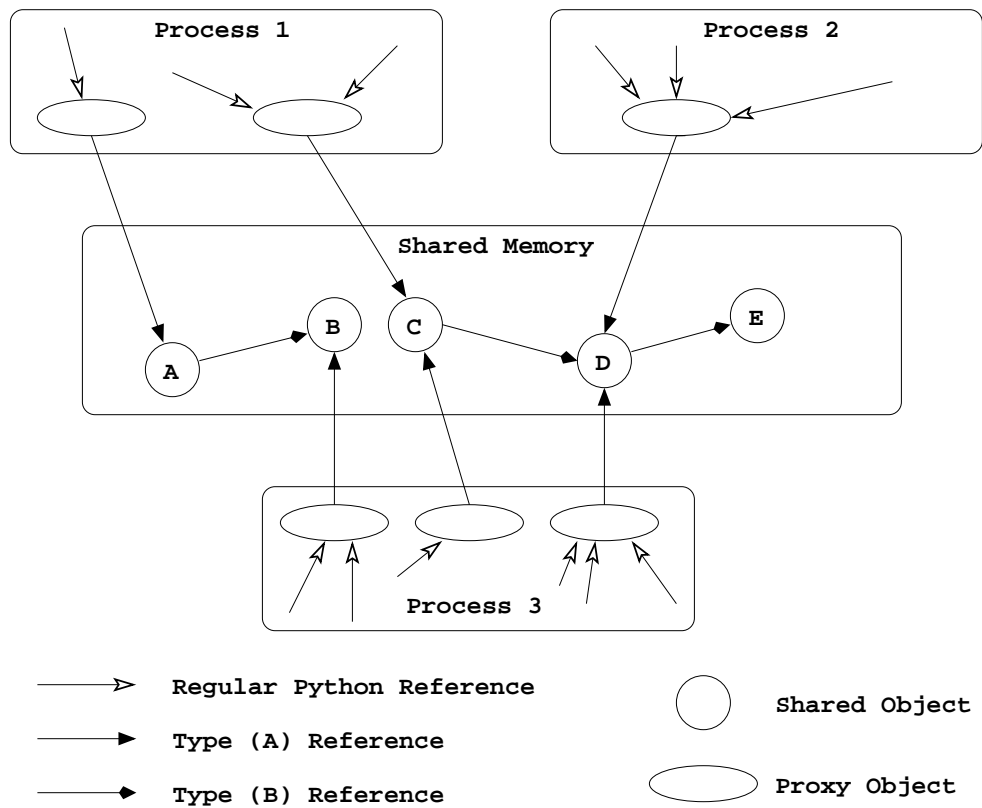 Process 1
Process 2
Shared Memory
A
B
C
D
E
Process 3
Regular Python Reference
Type (A) Reference
Type (B) Reference
Shared Object
Proxy Object